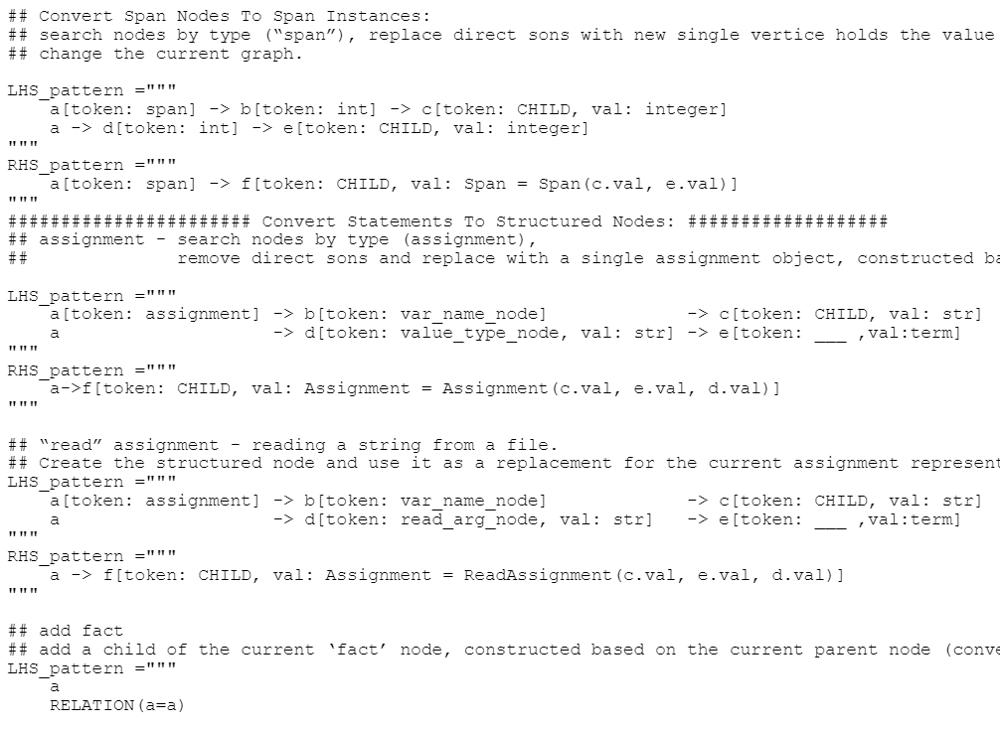 ## Convert Span Nodes To Span Instances:
## search nodes by type (“span”), replace direct sons with new single vertice holds the value
## change the current graph.
LHS_pattern ="""
    a[token: span] -> b[token: int] -> c[token: CHILD, val: integer]
    a -> d[token: int] -> e[token: CHILD, val: integer]
"""
RHS_pattern ="""
    a[token: span] -> f[token: CHILD, val: Span = Span(c.val, e.val)]
"""
####################### Convert Statements To Structured Nodes: ###################
## assignment - search nodes by type (assignment),
##              remove direct sons and replace with a single assignment object, constructed ba
LHS_pattern ="""
    a[token: assignment] -> b[token: var_name_node]             -> c[token: CHILD, val: str]
    a                    -> d[token: value_type_node, val: str] -> e[token: ___ ,val:term]
"""
RHS_pattern ="""
    a->f[token: CHILD, val: Assignment = Assignment(c.val, e.val, d.val)]
"""
## “read” assignment - reading a string from a file.
## Create the structured node and use it as a replacement for the current assignment represent
LHS_pattern ="""
    a[token: assignment] -> b[token: var_name_node]             -> c[token: CHILD, val: str]
    a                    -> d[token: read_arg_node, val: str]   -> e[token: ___ ,val:term]
"""
RHS_pattern ="""
    a -> f[token: CHILD, val: Assignment = ReadAssignment(c.val, e.val, d.val)]
"""
## add fact
## add a child of the current ‘fact’ node, constructed based on the current parent node (conve
LHS_pattern ="""
    a
    RELATION(a=a)